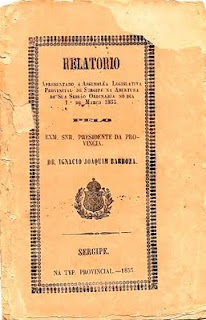 RELATORIO
APRESENTADO A ASSEMBLÉA LEGISLATIVA
PROVINCIAL DE SERGIPE NA ABERTURA
DE SUA SESSÃO ORDINARIA NO DIA
1.º DE MARÇO 1855
PELO
EXM. SNR. PRESIDENTE DA PRO-
VINCIA.
DR. IGNACIO JOAQUIM BARBOZA.
SERGIPE.
NA TYP. PROVINCIAL.—1855.